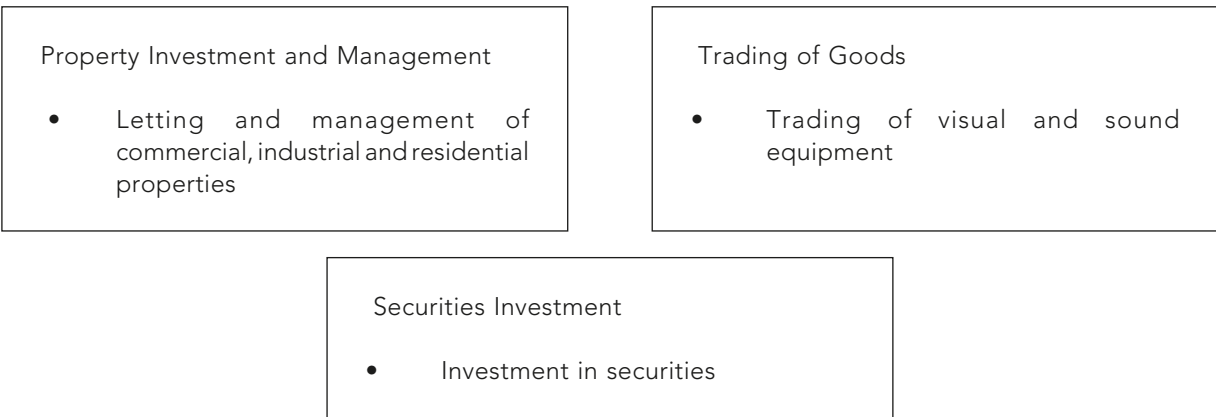 Property Investment and Management
• Letting and management of
commercial, industrial and residential
properties
Trading of Goods
• Trading of visual and sound
equipment
Securities Investment
• Investment in securities